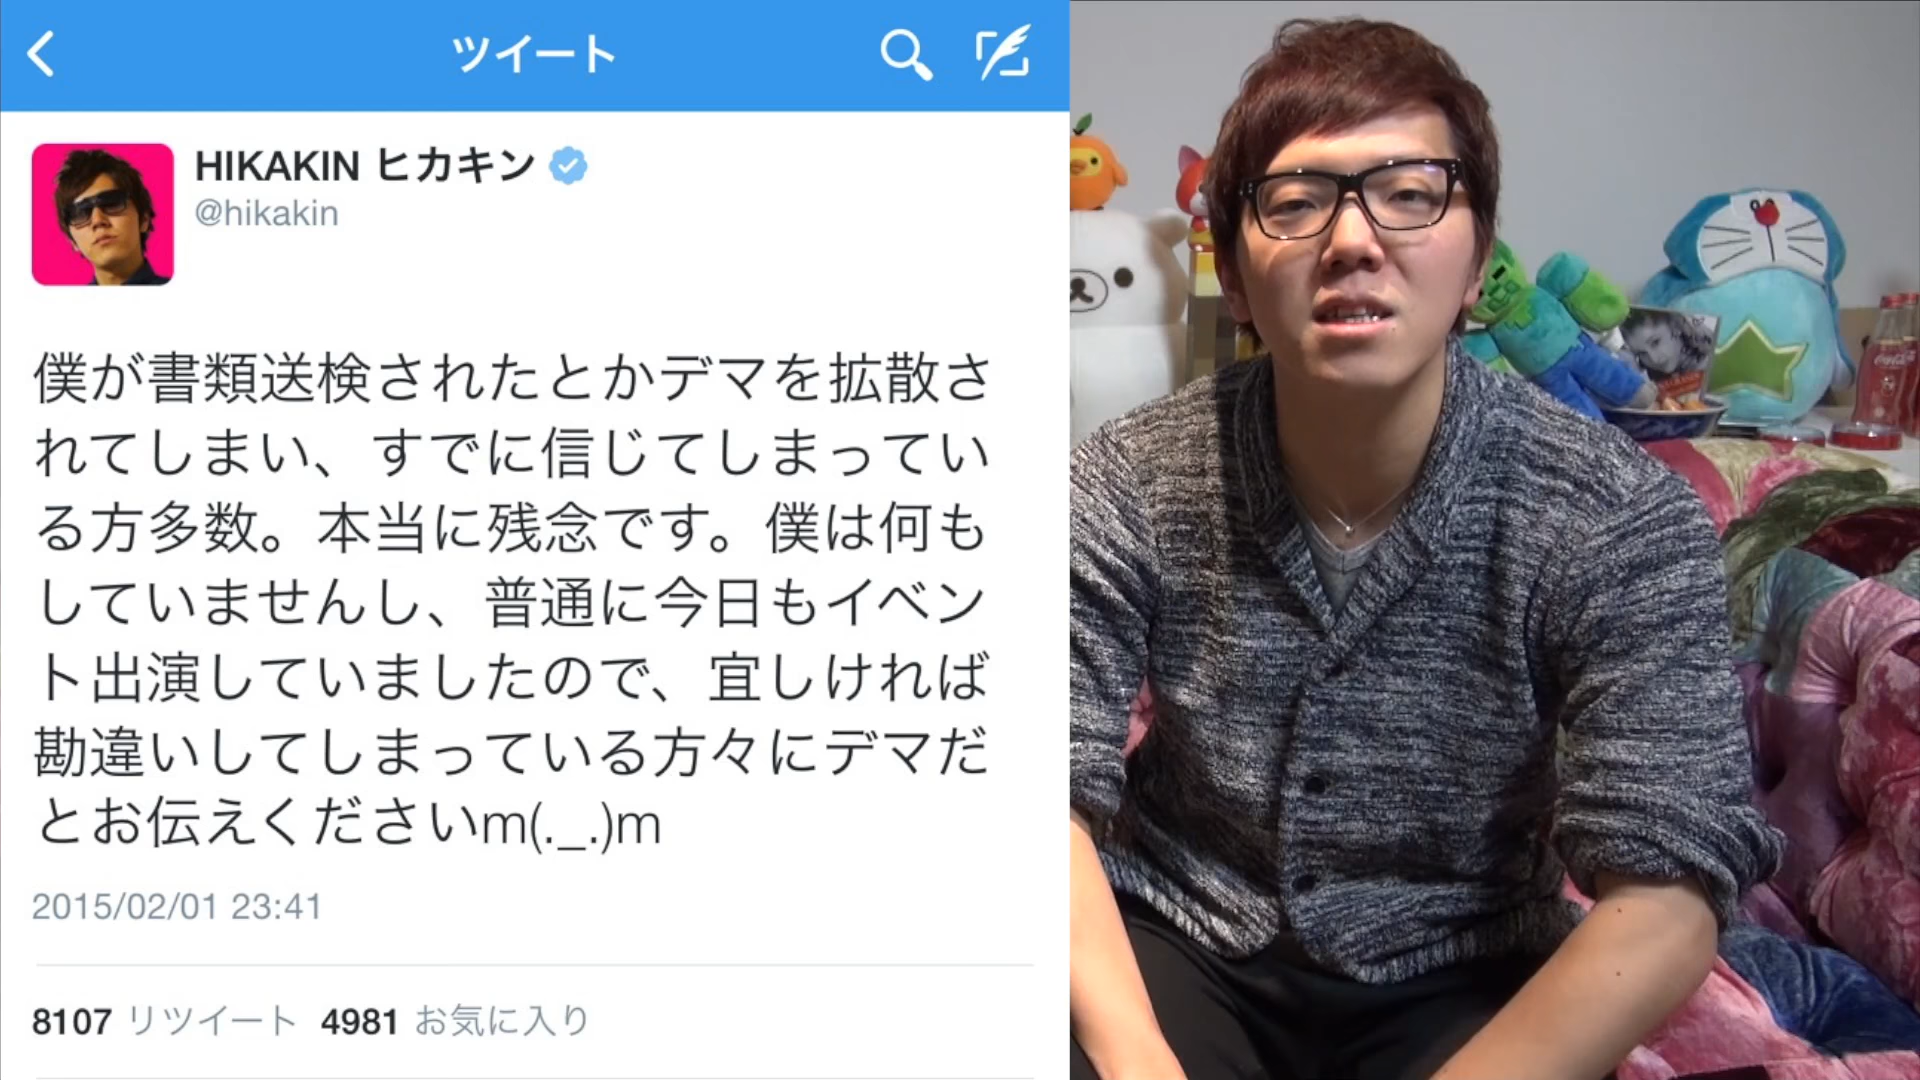 ツイート
HIKAKIN ヒカキン
@hikakin
僕が書類送検されたとかデマを拡散さ
れてしまい、すでに信じてしまってい
る方多数。本当に残念です。僕は何も
していませんし、普通に今日もイベン
ト出演していましたので、宜しければ
勘違いしてしまっている方々にデマだ
とお伝えくださいm(._.)m
2015/02/01 23:41
8107 リツイート 4981 お気に入り
Coca-Cola